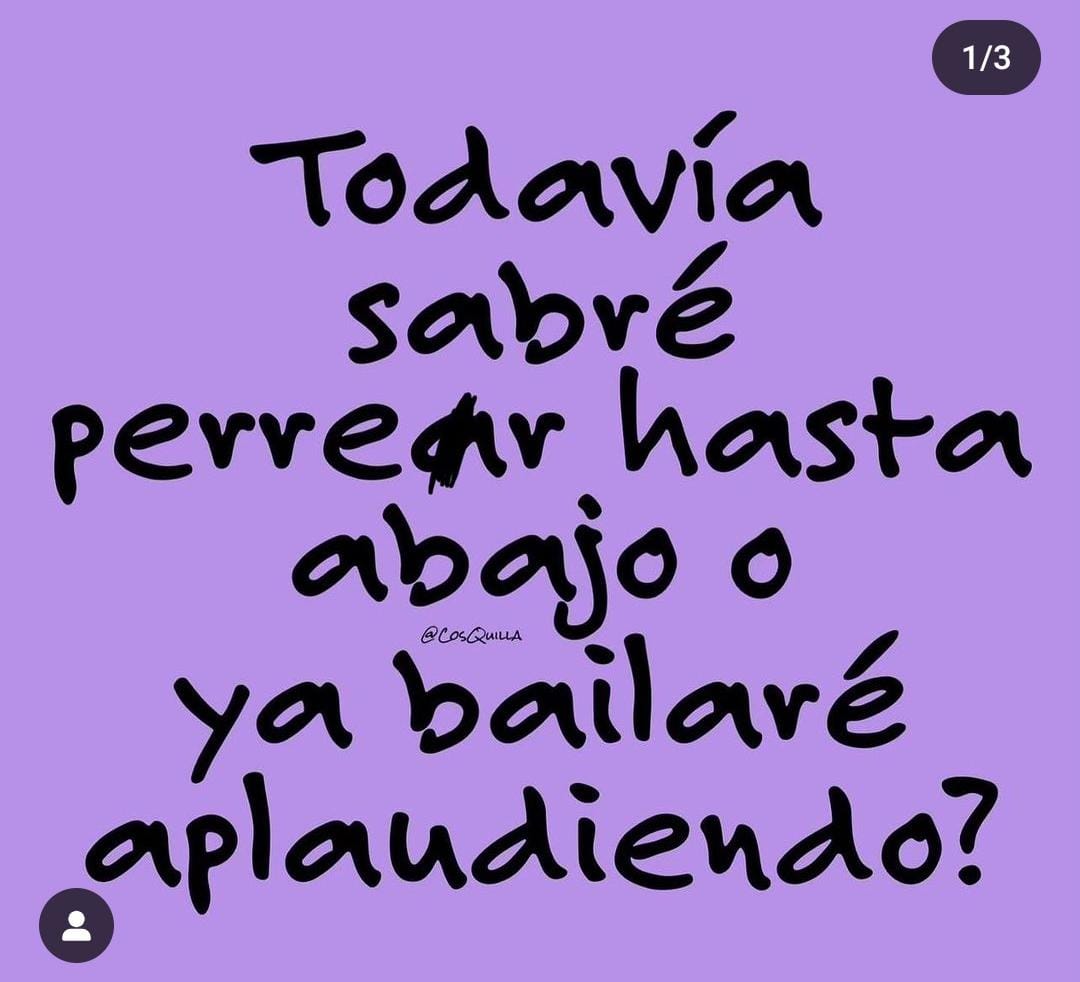 1/3
Todavía
sabré
perrear hasta
abajo o
@CosQuilla
ya bailaré
aplaudiendo?